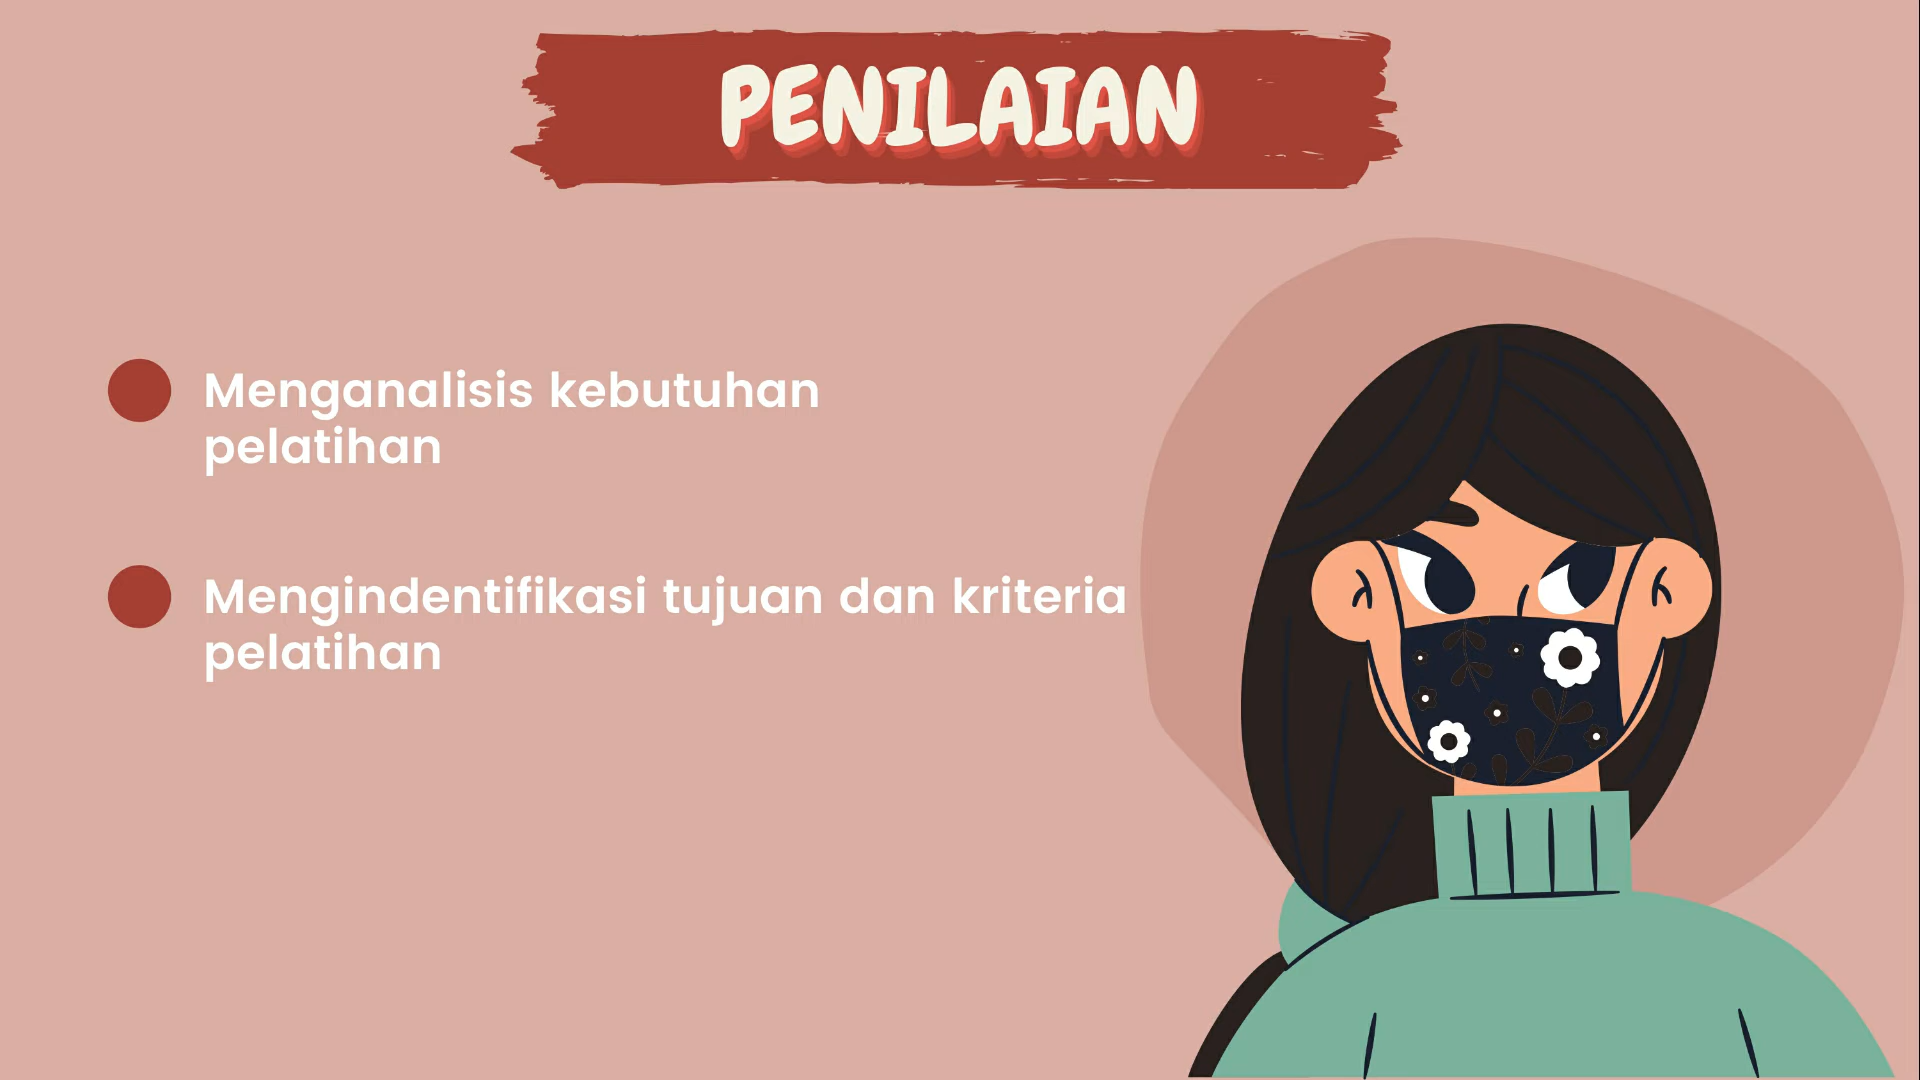 PENILAIAN
Menganalisis kebutuhan
pelatihan
Mengindentifikasi tujuan dan kriteria
pelatihan